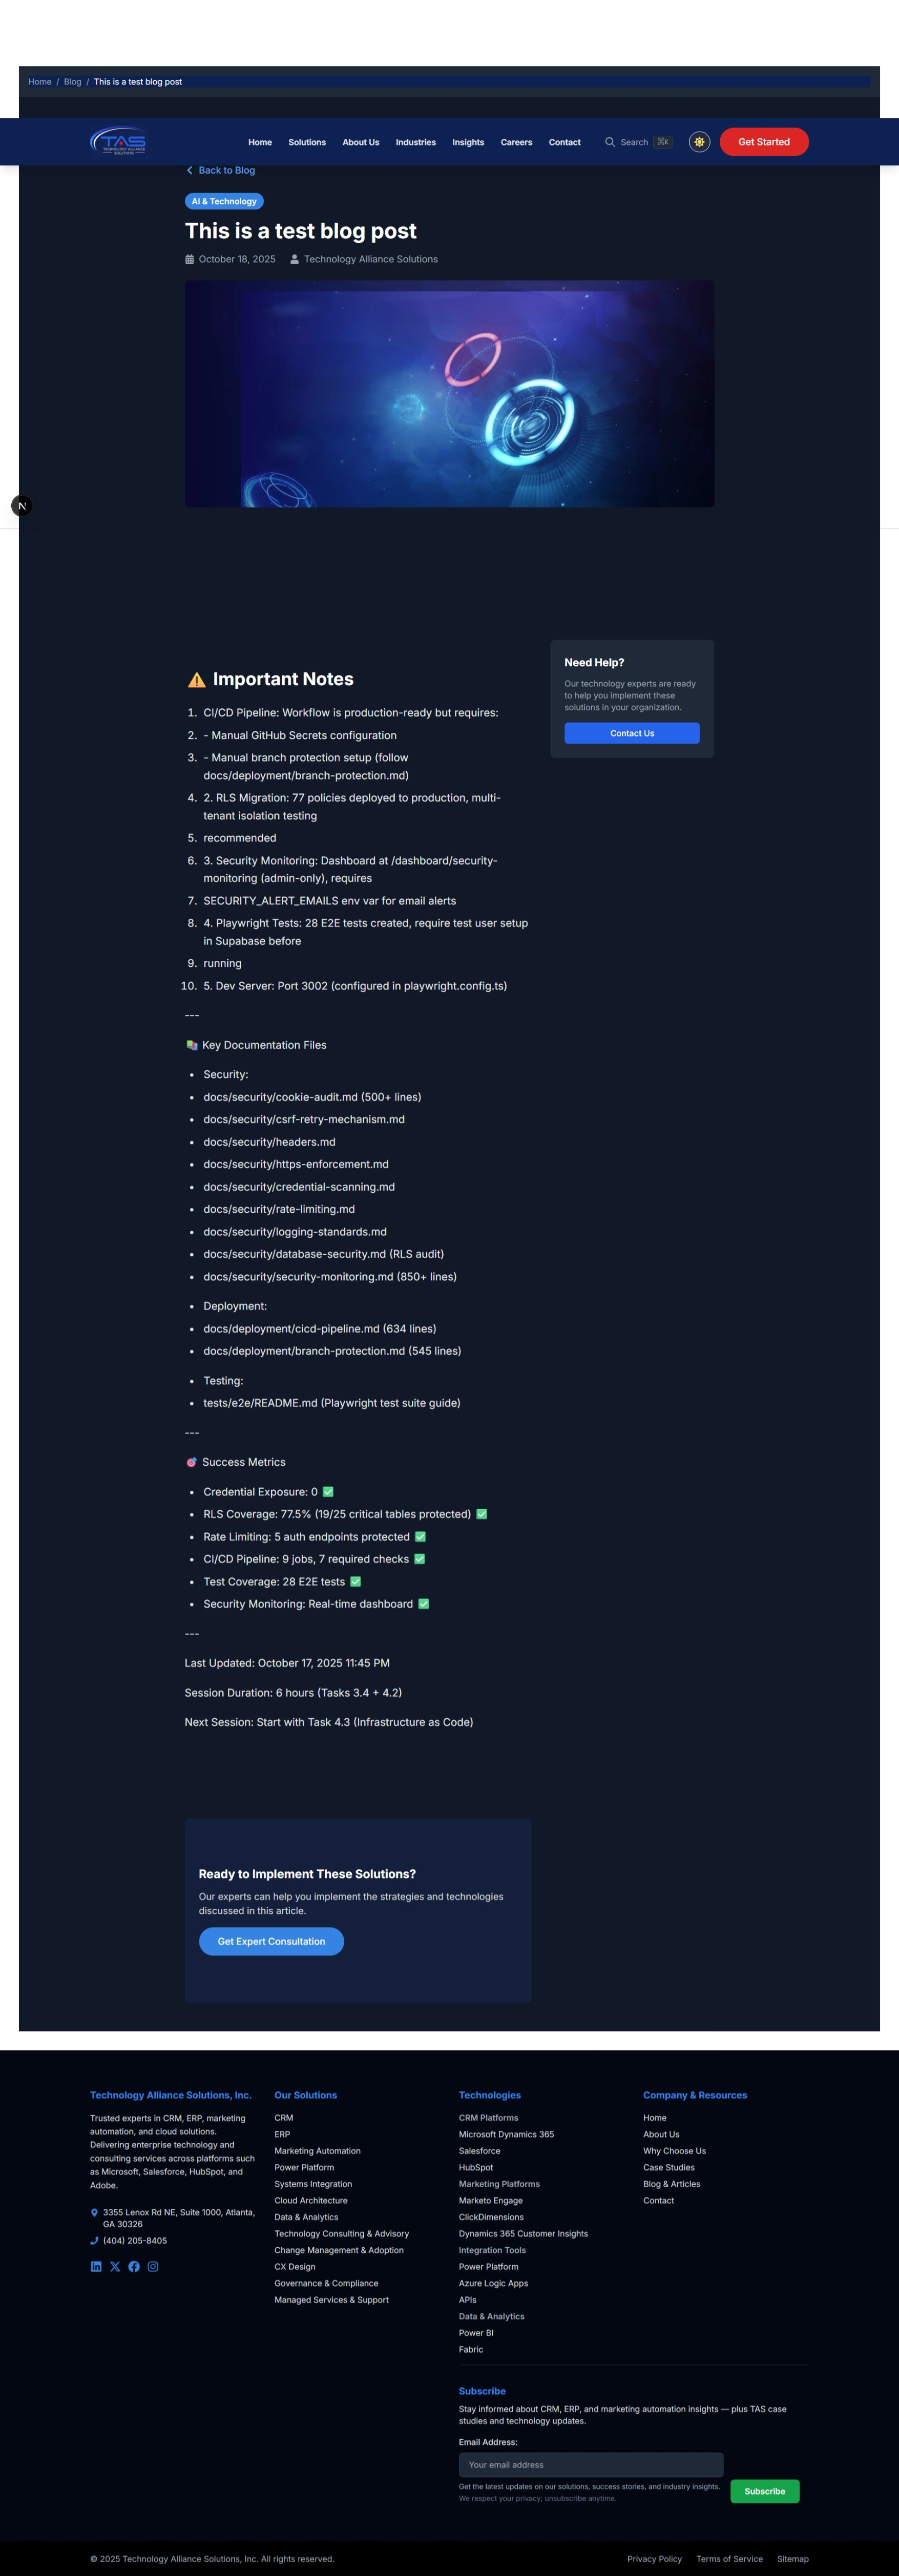 Home / Blog / This is a test blog post
TAS
TECHNOLOGY ALLIANCE
SOLUTIONS
Home Solutions About Us Industries Insights Careers Contact Search ⌘K Get Started
Back to Blog
AI & Technology
This is a test blog post
October 18, 2025 Technology Alliance Solutions
N
⚠️ Important Notes
1. CI/CD Pipeline: Workflow is production-ready but requires:
2. - Manual GitHub Secrets configuration
3. - Manual branch protection setup (follow
docs/deployment/branch-protection.md)
4. 2. RLS Migration: 77 policies deployed to production, multi-
tenant isolation testing
5. recommended
6. 3. Security Monitoring: Dashboard at /dashboard/security-
monitoring (admin-only), requires
7. SECURITY_ALERT_EMAILS env var for email alerts
8. 4. Playwright Tests: 28 E2E tests created, require test user setup
in Supabase before
9. running
10. 5. Dev Server: Port 3002 (configured in playwright.config.ts)
---
📚 Key Documentation Files
• Security:
• docs/security/cookie-audit.md (500+ lines)
• docs/security/csrf-retry-mechanism.md
• docs/security/headers.md
• docs/security/https-enforcement.md
• docs/security/credential-scanning.md
• docs/security/rate-limiting.md
• docs/security/logging-standards.md
• docs/security/database-security.md (RLS audit)
• docs/security/security-monitoring.md (850+ lines)
• Deployment:
• docs/deployment/cicd-pipeline.md (634 lines)
• docs/deployment/branch-protection.md (545 lines)
• Testing:
• tests/e2e/README.md (Playwright test suite guide)
---
🎯 Success Metrics
• Credential Exposure: 0 ✅
• RLS Coverage: 77.5% (19/25 critical tables protected) ✅
• Rate Limiting: 5 auth endpoints protected ✅
• CI/CD Pipeline: 9 jobs, 7 required checks ✅
• Test Coverage: 28 E2E tests ✅
• Security Monitoring: Real-time dashboard ✅
---
Last Updated: October 17, 2025 11:45 PM
Session Duration: 6 hours (Tasks 3.4 + 4.2)
Next Session: Start with Task 4.3 (Infrastructure as Code)
Need Help?
Our technology experts are ready
to help you implement these
solutions in your organization.
Contact Us
Ready to Implement These Solutions?
Our experts can help you implement the strategies and technologies
discussed in this article.
Get Expert Consultation
Technology Alliance Solutions, Inc.
Trusted experts in CRM, ERP, marketing
automation, and cloud solutions.
Delivering enterprise technology and
consulting services across platforms such
as Microsoft, Salesforce, HubSpot, and
Adobe.
3355 Lenox Rd NE, Suite 1000, Atlanta,
GA 30326
(404) 205-8405
Our Solutions
CRM
ERP
Marketing Automation
Power Platform
Systems Integration
Cloud Architecture
Data & Analytics
Technology Consulting & Advisory
Change Management & Adoption
CX Design
Governance & Compliance
Managed Services & Support
Technologies
CRM Platforms
Microsoft Dynamics 365
Salesforce
HubSpot
Marketing Platforms
Marketo Engage
ClickDimensions
Dynamics 365 Customer Insights
Integration Tools
Power Platform
Azure Logic Apps
APIs
Data & Analytics
Power BI
Fabric
Company & Resources
Home
About Us
Why Choose Us
Case Studies
Blog & Articles
Contact
Subscribe
Stay informed about CRM, ERP, and marketing automation insights — plus TAS case
studies and technology updates.
Email Address:
Your email address
Get the latest updates on our solutions, success stories, and industry insights.
We respect your privacy; unsubscribe anytime.
Subscribe
© 2025 Technology Alliance Solutions, Inc. All rights reserved.
Privacy Policy Terms of Service Sitemap